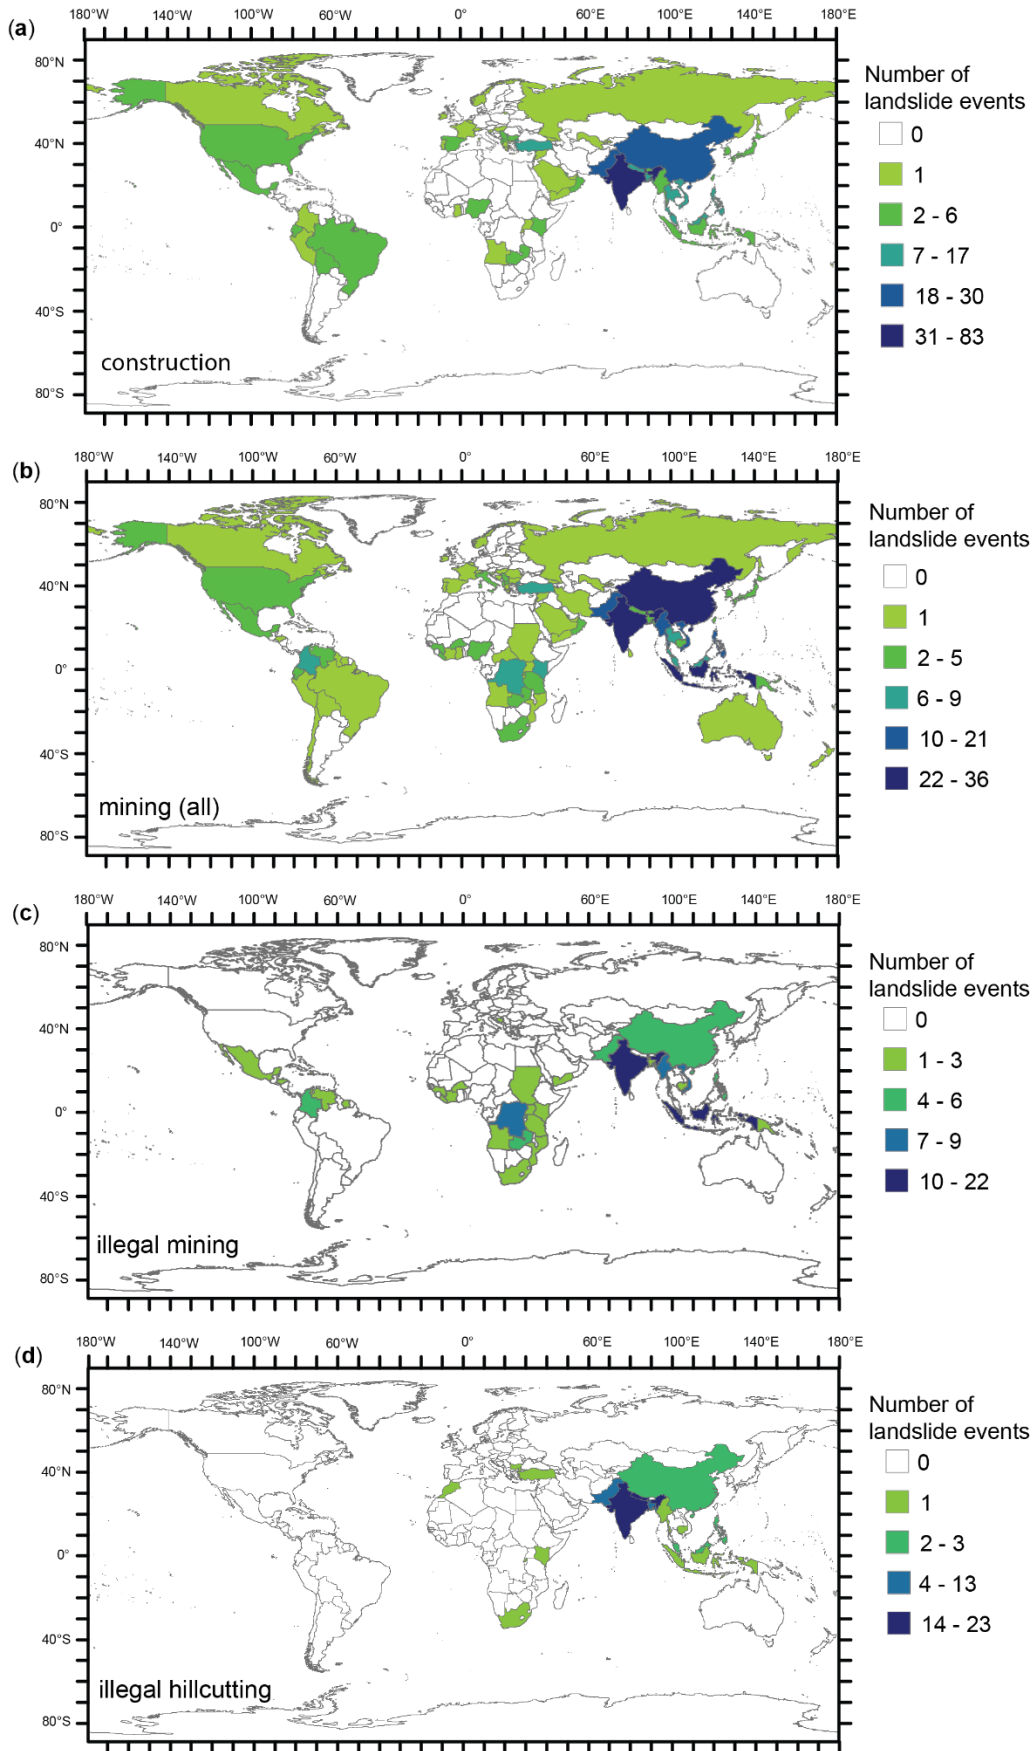 (a)
180°W 140°W 100°W 60°W 0° 60°E 100°E 140°E 180°E
80°N
40°N
0°
40°S
80°S
construction
Number of
landslide events
0
1
2 - 6
7 - 17
18 - 30
31 - 83
(b)
180°W 140°W 100°W 60°W 0° 60°E 100°E 140°E 180°E
80°N
40°N
0°
40°S
80°S
mining (all)
Number of
landslide events
0
1
2 - 5
6 - 9
10 - 21
22 - 36
(c)
180°W 140°W 100°W 60°W 0° 60°E 100°E 140°E 180°E
80°N
40°N
0°
40°S
80°S
illegal mining
Number of
landslide events
0
1 - 3
4 - 6
7 - 9
10 - 22
(d)
180°W 140°W 100°W 60°W 0° 60°E 100°E 140°E 180°E
80°N
40°N
0°
40°S
80°S
illegal hillcutting
Number of
landslide events
0
1
2 - 3
4 - 13
14 - 23